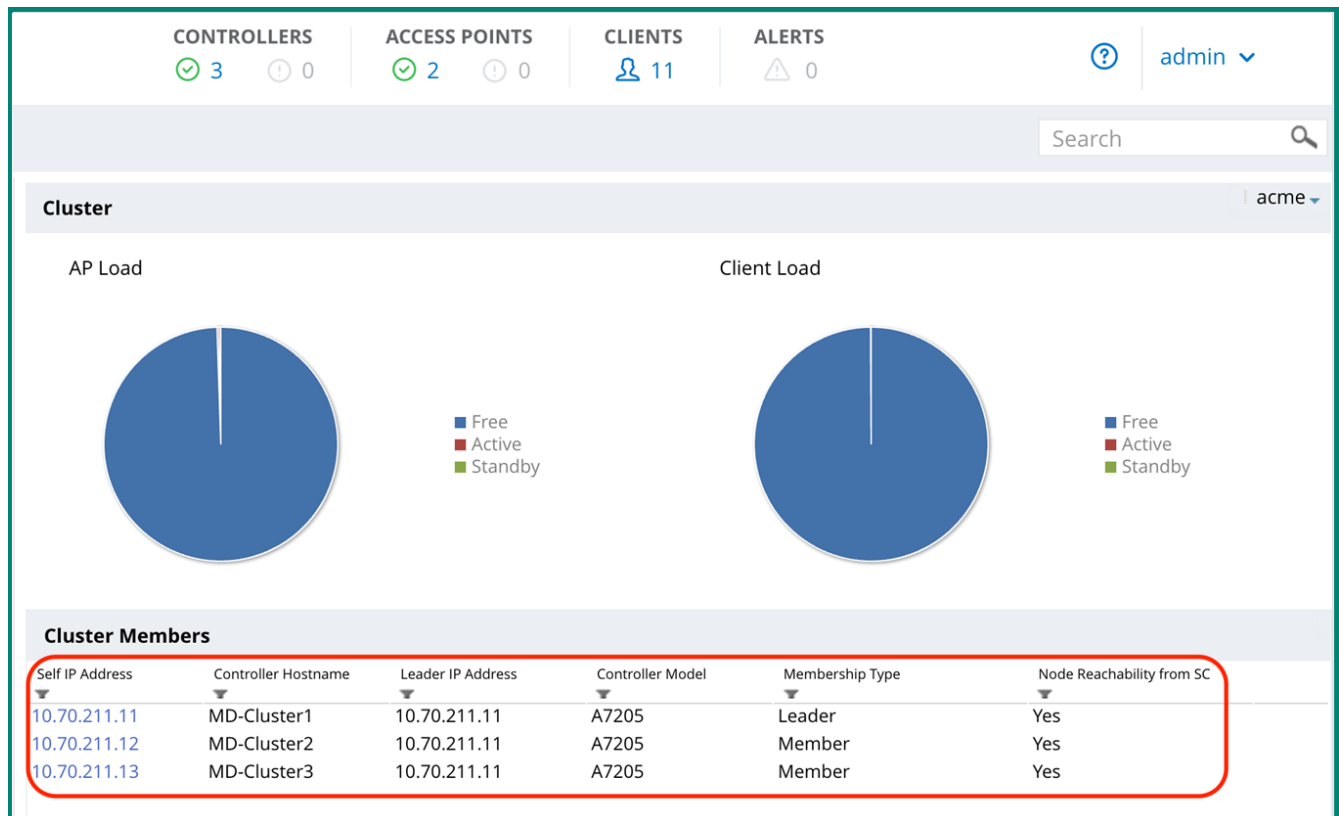 CONTROLLERS ACCESS POINTS CLIENTS ALERTS
3 0 2 0 11 0 admin
Search
Cluster acme
AP Load Client Load
Free Free
Active Active
Standby Standby
Cluster Members
Self IP Address Controller Hostname Leader IP Address Controller Model Membership Type Node Reachability from SC
10.70.211.11 MD-Cluster1 10.70.211.11 A7205 Leader Yes
10.70.211.12 MD-Cluster2 10.70.211.11 A7205 Member Yes
10.70.211.13 MD-Cluster3 10.70.211.11 A7205 Member Yes